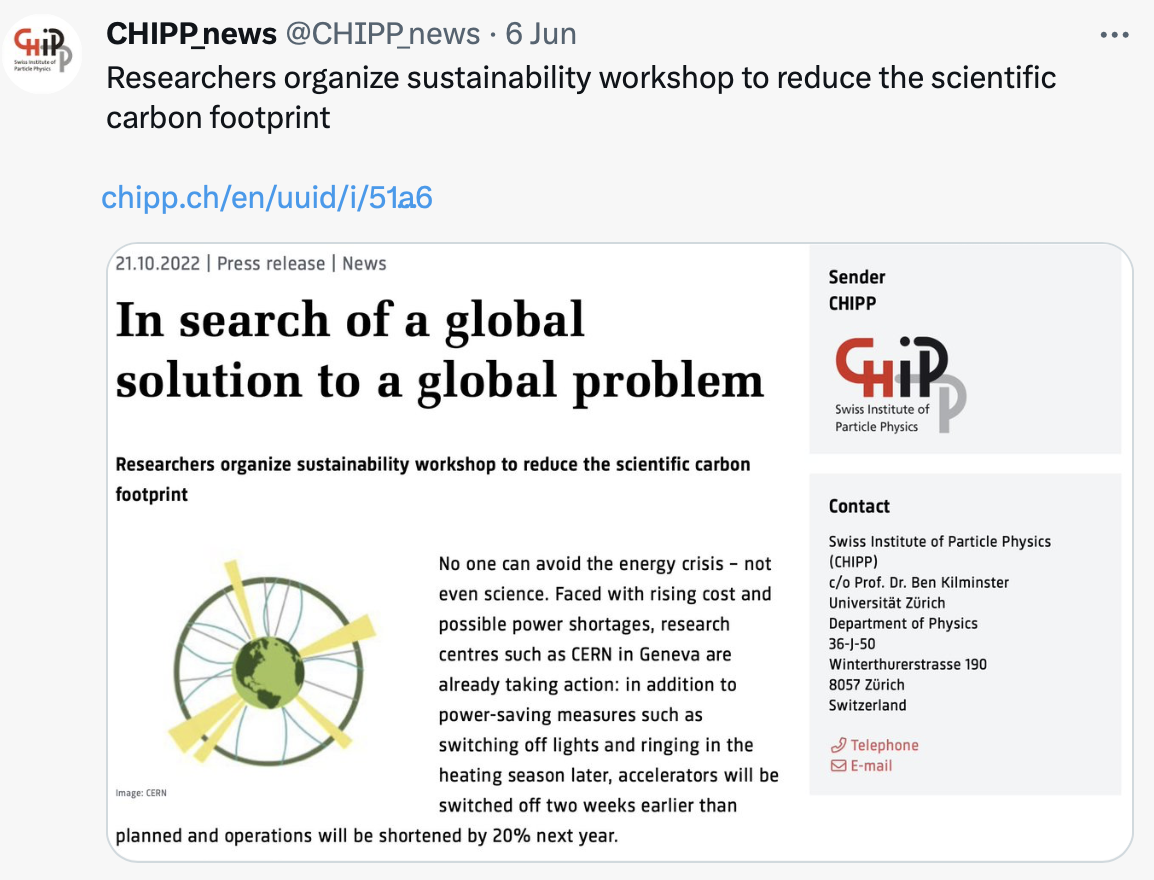 CHIPP_news @CHIPP_news · 6 Jun
CHiPP
Swiss Institute of
Particle Physics
Researchers organize sustainability workshop to reduce the scientific
carbon footprint
chipp.ch/en/uuid/i/51a6
21.10.2022 | Press release | News
In search of a global
solution to a global problem
Researchers organize sustainability workshop to reduce the scientific carbon
footprint
No one can avoid the energy crisis – not
even science. Faced with rising cost and
possible power shortages, research
centres such as CERN in Geneva are
already taking action: in addition to
power-saving measures such as
switching off lights and ringing in the
heating season later, accelerators will be
switched off two weeks earlier than
planned and operations will be shortened by 20% next year.
Image: CERN
Sender
CHIPP
CHiPP
Swiss Institute of
Particle Physics
Contact
Swiss Institute of Particle Physics
(CHIPP)
c/o Prof. Dr. Ben Kilminster
Universität Zürich
Department of Physics
36-J-50
Winterthurerstrasse 190
8057 Zürich
Switzerland
Telephone
E-mail